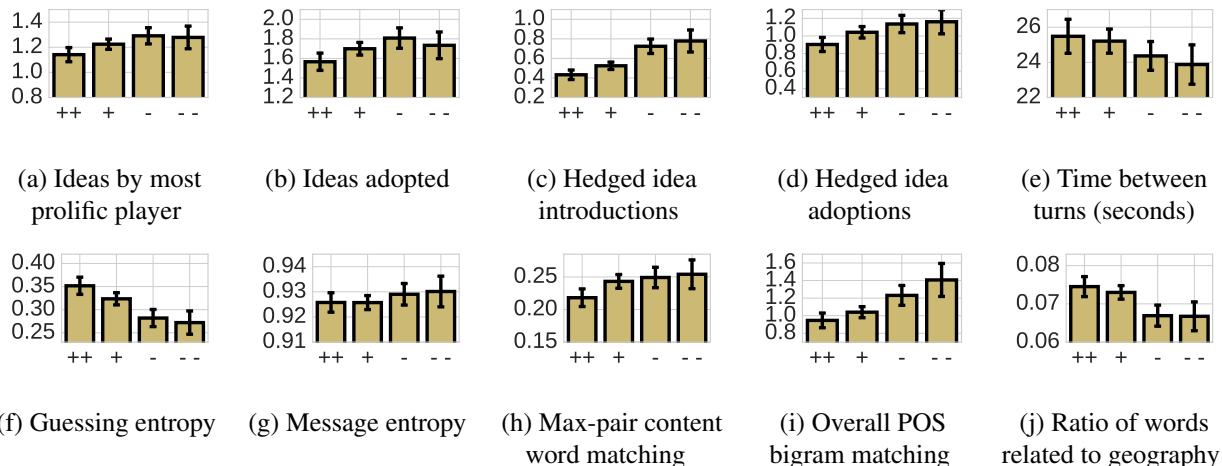 1.4
1.2
1.0
0.8
++ + - - -
(a) Ideas by most
prolific player
2.0
1.8
1.6
1.4
1.2
++ + - - -
(b) Ideas adopted
1.0
0.8
0.6
0.4
0.2
++ + - - -
(c) Hedged idea
introductions
1.2
1.0
0.8
0.6
0.4
++ + - - -
(d) Hedged idea
adoptions
26
24
22
++ + - - -
(e) Time between
turns (seconds)
0.40
0.35
0.30
0.25
++ + - - -
(f) Guessing entropy
0.94
0.93
0.92
0.91
++ + - - -
(g) Message entropy
0.25
0.20
0.15
++ + - - -
(h) Max-pair content
word matching
1.6
1.4
1.2
1.0
0.8
++ + - - -
(i) Overall POS
bigram matching
0.08
0.07
0.06
++ + - - -
(j) Ratio of words
related to geography